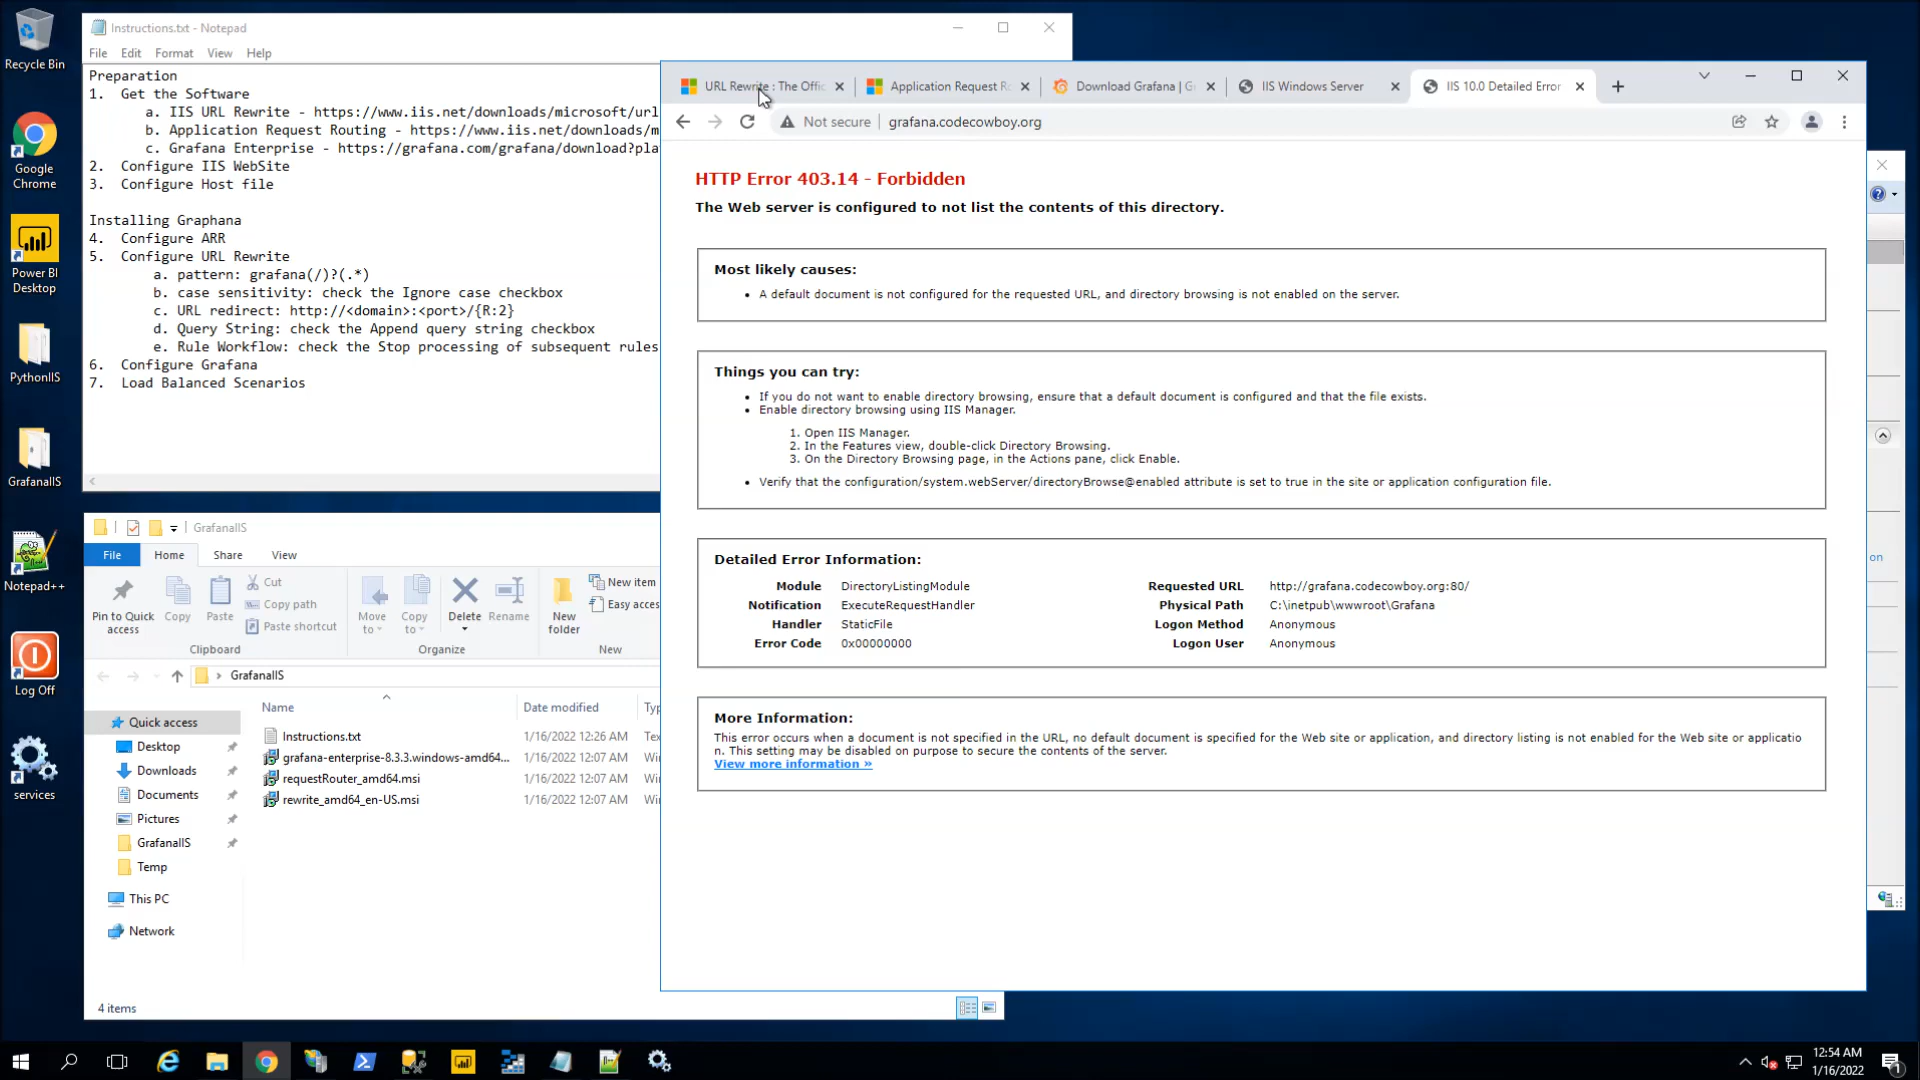 Recycle Bin
Google Chrome
Power BI Desktop
PythonIIS
GrafanaIIS
Notepad++
Log Off
services
Instructions.txt - Notepad
File Edit Format View Help
Preparation
1. Get the Software
a. IIS URL Rewrite - https://www.iis.net/downloads/microsoft/url
b. Application Request Routing - https://www.iis.net/downloads/m
c. Grafana Enterprise - https://grafana.com/grafana/download?pla
2. Configure IIS WebSite
3. Configure Host file
Installing Graphana
4. Configure ARR
5. Configure URL Rewrite
a. pattern: grafana(/)?(.*)
b. case sensitivity: check the Ignore case checkbox
c. URL redirect: http://<domain>:<port>/{R:2}
d. Query String: check the Append query string checkbox
e. Rule Workflow: check the Stop processing of subsequent rules
6. Configure Grafana
7. Load Balanced Scenarios
GrafanaIIS
File Home Share View
Pin to Quick access
Copy
Paste
Cut
Copy path
Paste shortcut
Clipboard
Move to
Copy to
Delete
Rename
Organize
New folder
New item
Easy acces
New
GrafanaIIS
Quick access
Desktop
Downloads
Documents
Pictures
GrafanaIIS
Temp
This PC
Network
Name Date modified Typ
Instructions.txt 1/16/2022 12:26 AM Tex
grafana-enterprise-8.3.3.windows-amd64... 1/16/2022 12:07 AM Wi
requestRouter_amd64.msi 1/16/2022 12:07 AM Wi
rewrite_amd64_en-US.msi 1/16/2022 12:07 AM Wi
4 items
URL Rewrite : The Offic
Application Request R
Download Grafana | G
IIS Windows Server
IIS 10.0 Detailed Error
Not secure | grafana.codecowboy.org
HTTP Error 403.14 - Forbidden
The Web server is configured to not list the contents of this directory.
Most likely causes:
• A default document is not configured for the requested URL, and directory browsing is not enabled on the server.
Things you can try:
• If you do not want to enable directory browsing, ensure that a default document is configured and that the file exists.
• Enable directory browsing using IIS Manager.
1. Open IIS Manager.
2. In the Features view, double-click Directory Browsing.
3. On the Directory Browsing page, in the Actions pane, click Enable.
• Verify that the configuration/system.webServer/directoryBrowse@enabled attribute is set to true in the site or application configuration file.
Detailed Error Information:
Module DirectoryListingModule
Notification ExecuteRequestHandler
Handler StaticFile
Error Code 0x00000000
Requested URL http://grafana.codecowboy.org:80/
Physical Path C:\inetpub\wwwroot\Grafana
Logon Method Anonymous
Logon User Anonymous
More Information:
This error occurs when a document is not specified in the URL, no default document is specified for the Web site or application, and directory listing is not enabled for the Web site or applicatio
n. This setting may be disabled on purpose to secure the contents of the server.
View more information »
on
12:54 AM
1/16/2022
1